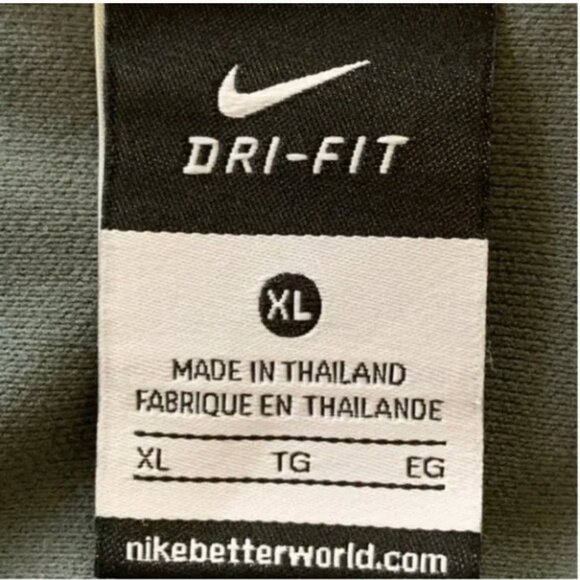 DRI-FIT
XL
MADE IN THAILAND
FABRIQUE EN THAILANDE
XL TG EG
nikebetterworld.com